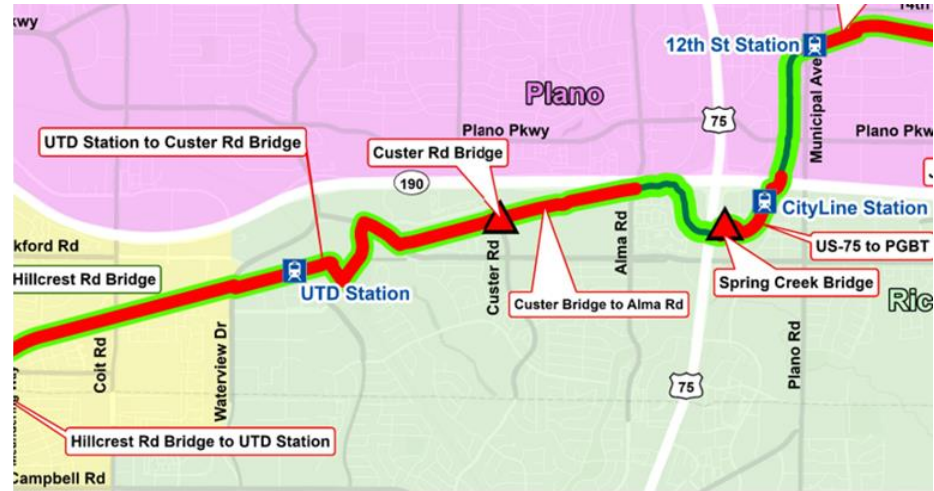 kwy
14th
12th St Station
Plano
75
Municipal Ave
Plano Pkwy
Plano Pkw
UTD Station to Custer Rd Bridge
Custer Rd Bridge
190
J
CityLine Station
kford Rd
US-75 to PGBT
Hillcrest Rd Bridge
Alma Rd
Spring Creek Bridge
UTD Station
Custer Rd
Custer Bridge to Alma Rd
Ric
Waterview Dr
Coit Rd
Plano Rd
75
Hillcrest Rd Bridge to UTD Station
Campbell Rd